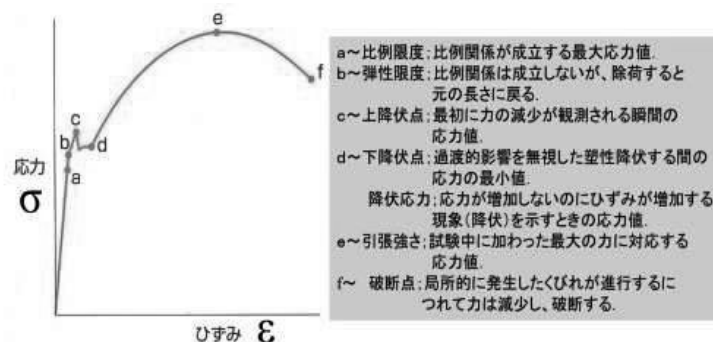 e
f
c
b
d
a
応力
σ
ひずみ ε
a～比例限度；比例関係が成立する最大応力値．
b～弾性限度；比例関係は成立しないが、除荷すると
元の長さに戻る．
c～上降伏点；最初に力の減少が観測される瞬間の
応力値．
d～下降伏点；過渡的影響を無視した塑性降伏する間の
応力の最小値．
降伏応力；応力が増加しないのにひずみが増加する
現象（降伏）を示すときの応力値．
e～引張強さ；試験中に加わった最大の力に対応する
応力値．
f～ 破断点；局所的に発生したくびれが進行するに
つれて力は減少し、破断する．